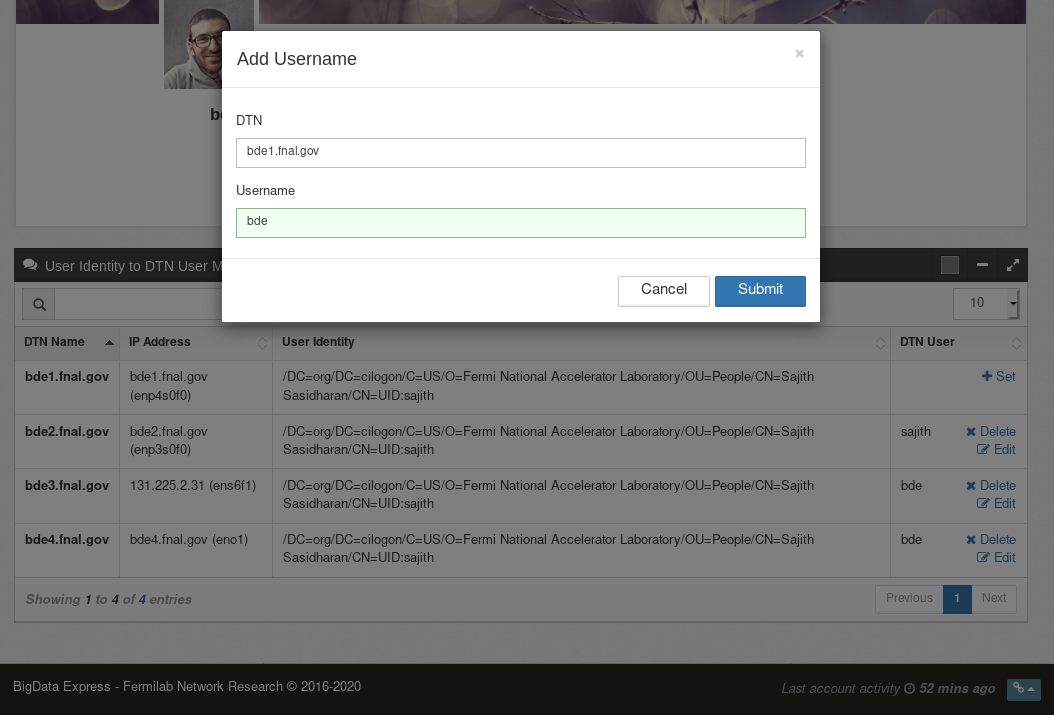 Add Username ×
DTN
bde1.fnal.gov
Username
bde
Cancel Submit
User Identity to DTN User M
10
DTN Name IP Address User Identity DTN User
bde1.fnal.gov bde1.fnal.gov /DC=org/DC=cilogon/C=US/O=Fermi National Accelerator Laboratory/OU=People/CN=Sajith Set
(enp4s0f0) Sasidharan/CN=UID:sajith
bde2.fnal.gov bde2.fnal.gov /DC=org/DC=cilogon/C=US/O=Fermi National Accelerator Laboratory/OU=People/CN=Sajith sajith Delete
(enp3s0f0) Sasidharan/CN=UID:sajith Edit
bde3.fnal.gov 131.225.2.31 (ens6f1) /DC=org/DC=cilogon/C=US/O=Fermi National Accelerator Laboratory/OU=People/CN=Sajith bde Delete
Sasidharan/CN=UID:sajith Edit
bde4.fnal.gov bde4.fnal.gov (eno1) /DC=org/DC=cilogon/C=US/O=Fermi National Accelerator Laboratory/OU=People/CN=Sajith bde Delete
Sasidharan/CN=UID:sajith Edit
Showing 1 to 4 of 4 entries Previous 1 Next
BigData Express - Fermilab Network Research © 2016-2020 Last account activity 52 mins ago